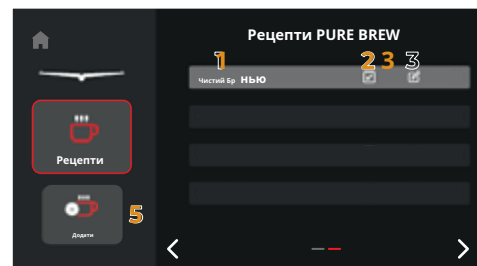 Рецепти PURE BREW
1 2 3 3
Чистий Бр НЬЮ
Рецепти
5
Додати